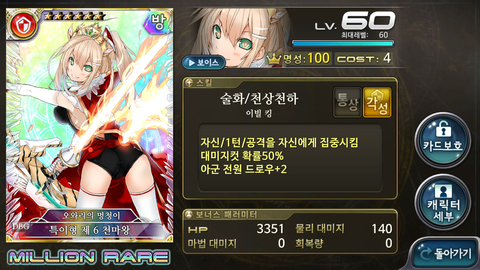 방
LV. 60
최대레벨: 60
보이스
명성:100 COST: 4
스킬
술화/천상천하
이빌 킹
통상
각성
자신/1턴/공격을 자신에게 집중시킴
대미지컷 확률50%
아군 전원 드로우+2
보너스 패러미터
HP 3351 물리 대미지 140
마법 대미지 0 회복량 0
카드보호
캐릭터
세부
돌아가기
오와리의 멍청이
특이형 제 6 천마왕
MILLION RARE